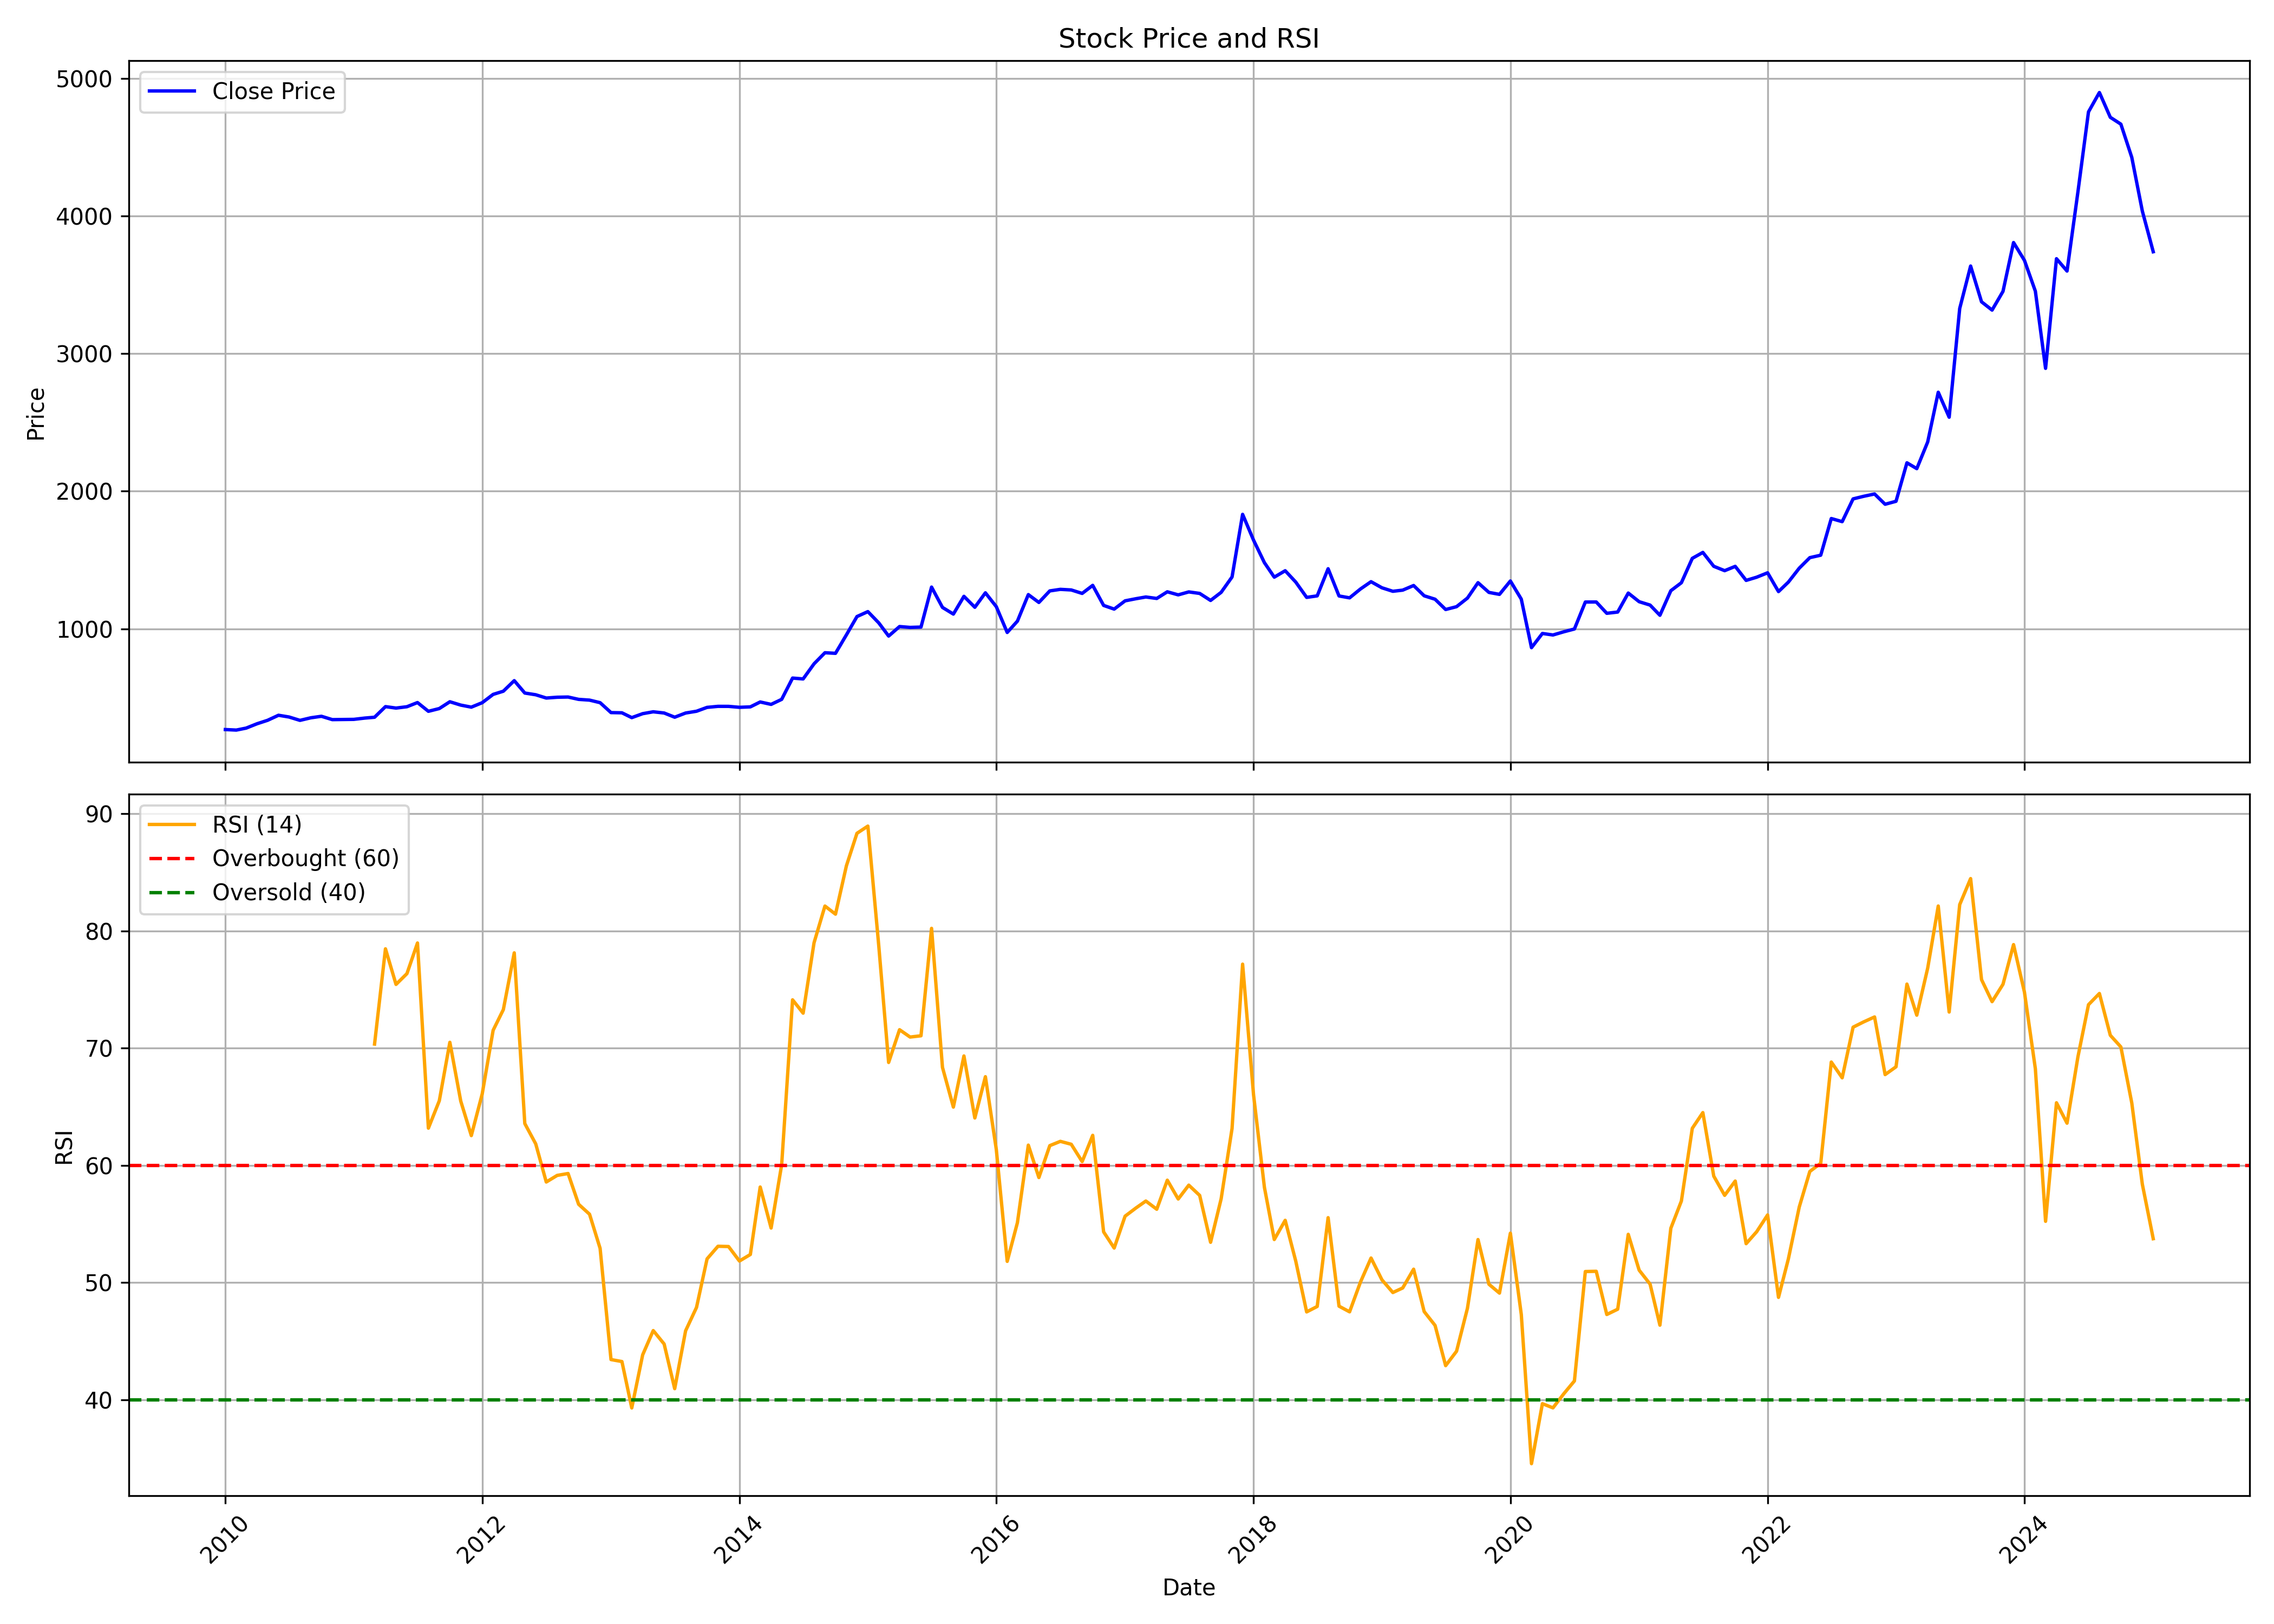 Stock Price and RSI
Close Price
5000
4000
3000
2000
1000
Price
RSI (14)
Overbought (60)
Oversold (40)
90
80
70
60
50
40
RSI
2010
2012
2014
2016
2018
2020
2022
2024
Date